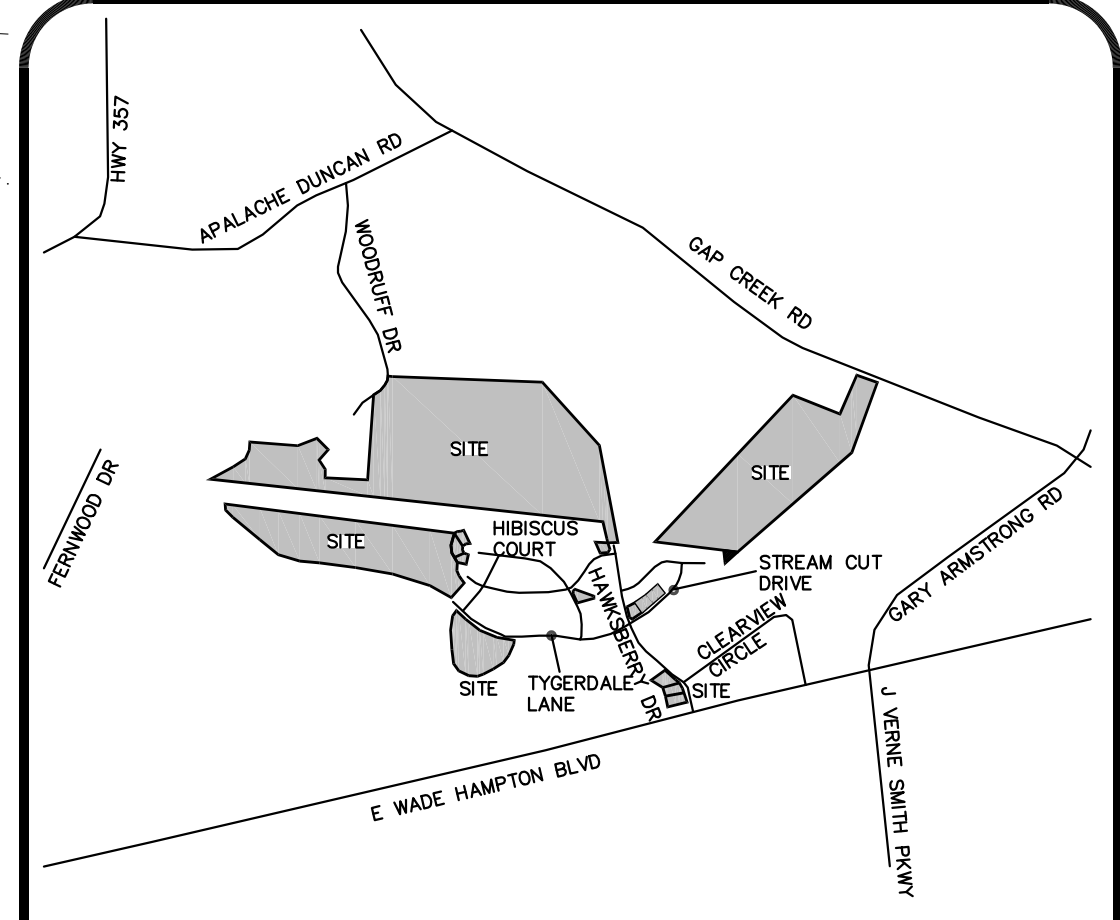 HWY 357
APALACHE DUNCAN RD
WOODRUFF DR
GAP CREEK RD
SITE
SITE
FERNWOOD DR
SITE
HIBISCUS
COURT
GARY ARMSTRONG RD
STREAM CUT
DRIVE
HAWKSBERRY DR
CLEARVIEW
CIRCLE
SITE
TYGERDALE
LANE
SITE
E WADE HAMPTON BLVD
J VERNE SMITH PKWY